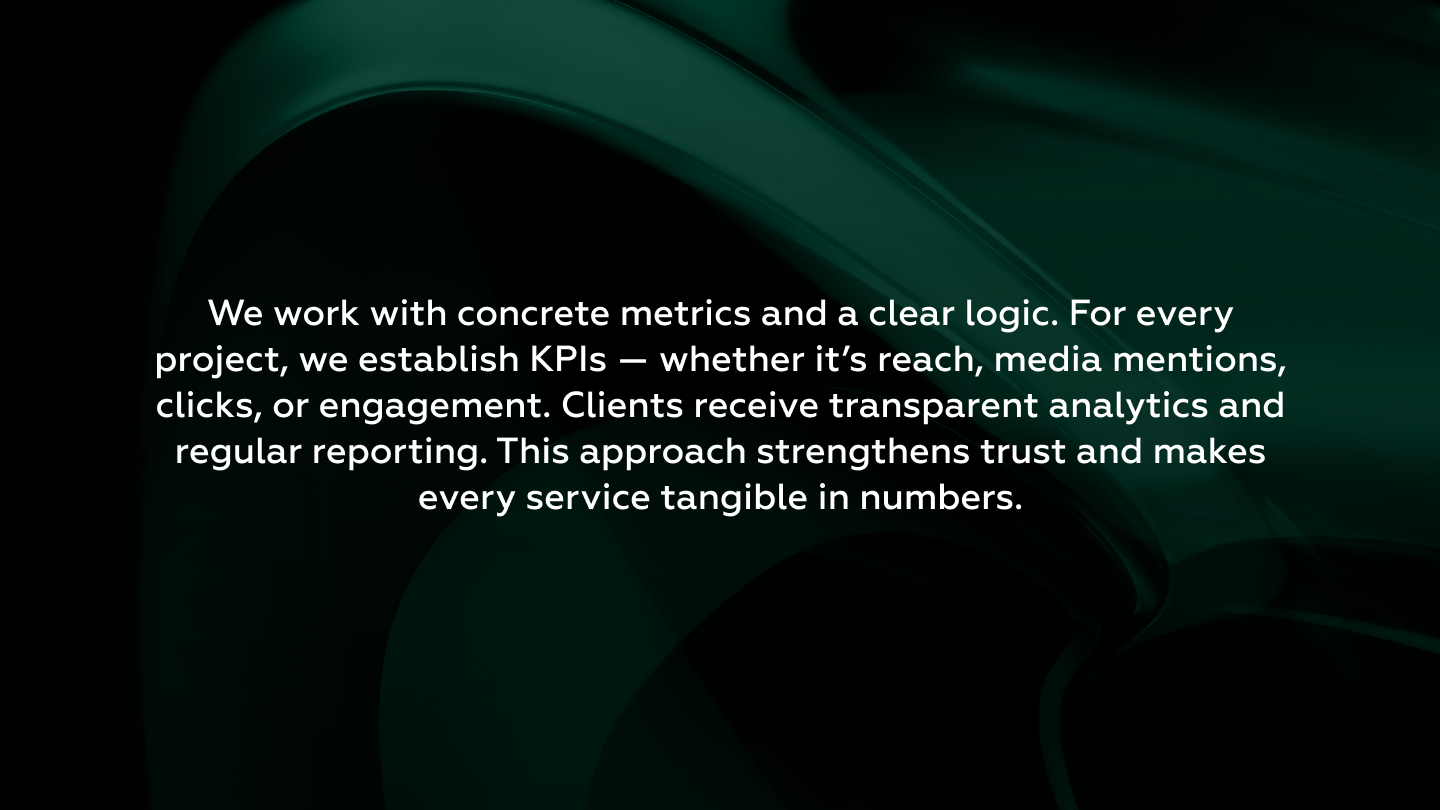 We work with concrete metrics and a clear logic. For every
project, we establish KPIs — whether it’s reach, media mentions,
clicks, or engagement. Clients receive transparent analytics and
regular reporting. This approach strengthens trust and makes
every service tangible in numbers.